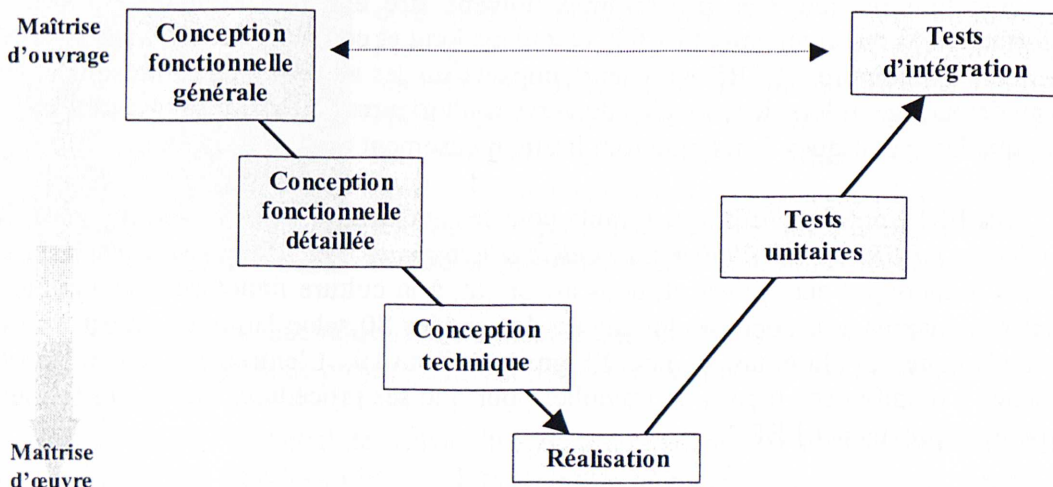 Maîtrise
d'ouvrage
Conception
fonctionnelle
générale
Tests
d'intégration
Conception
fonctionnelle
détaillée
Tests
unitaires
Conception
technique
Réalisation
Maîtrise
d'œuvre